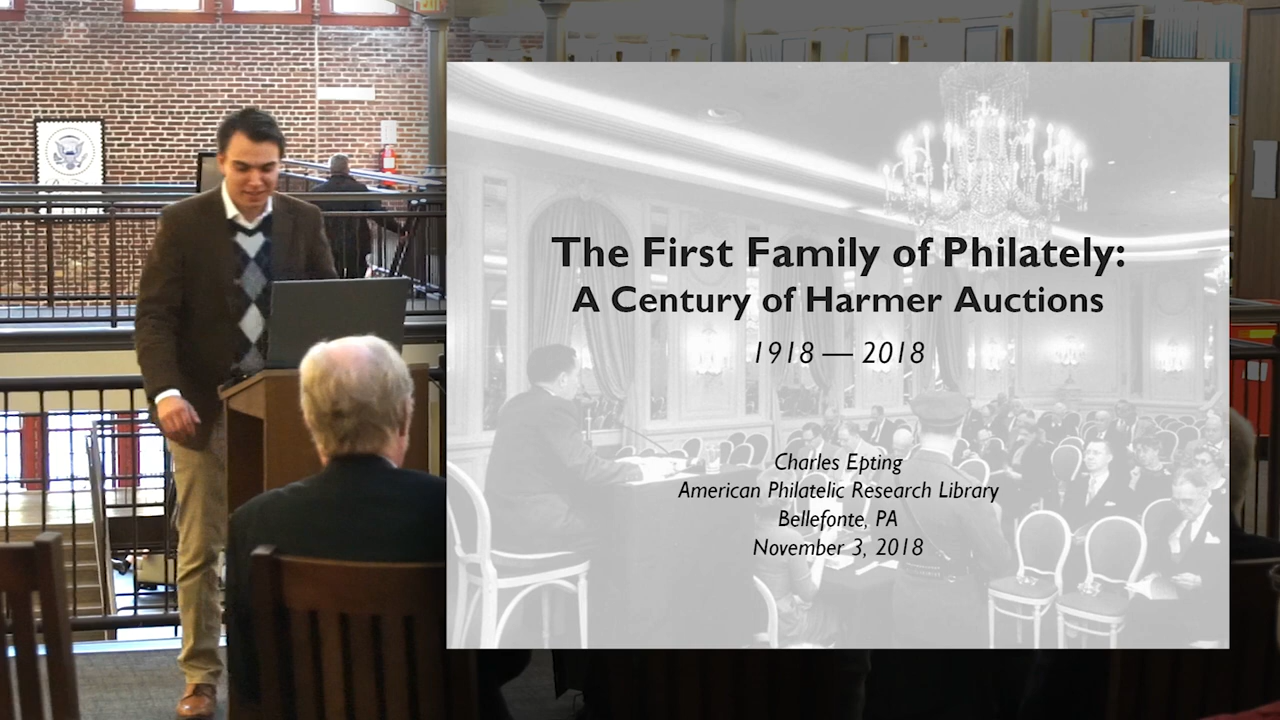 The First Family of Philately:
A Century of Harmer Auctions
1918 — 2018
Charles Epting
American Philatelic Research Library
Bellefonte, PA
November 3, 2018